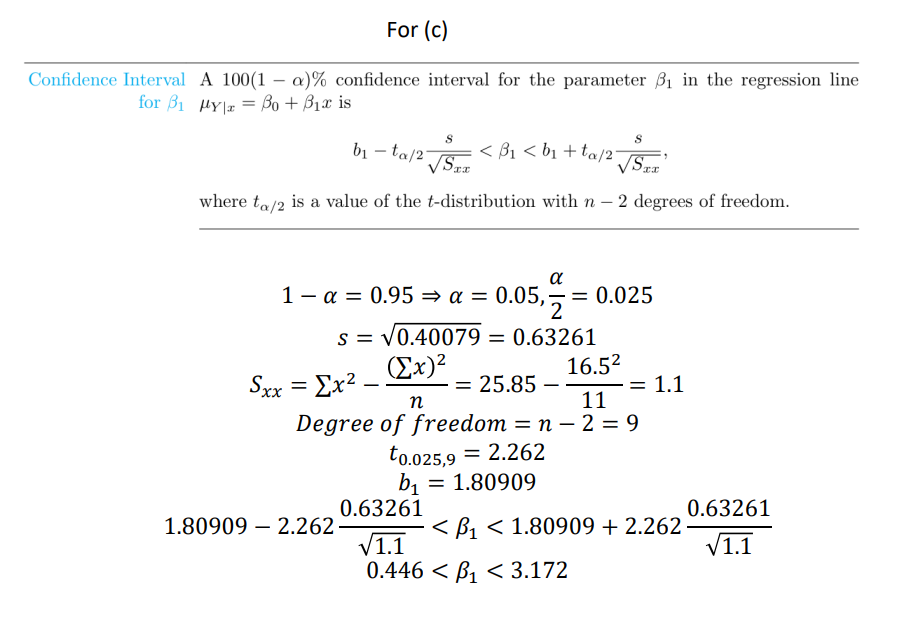 For (c)
Confidence Interval A 100(1 − α)% confidence interval for the parameter β₁ in the regression line
for β₁ μ_{Y|x} = β₀ + β₁x is
b₁ − t_{α/2} s/√S_{xx} < β₁ < b₁ + t_{α/2} s/√S_{xx},
where t_{α/2} is a value of the t-distribution with n − 2 degrees of freedom.
1 − α = 0.95 ⇒ α = 0.05, α/2 = 0.025
s = √0.40079 = 0.63261
S_{xx} = ∑x² − (∑x)²/n = 25.85 − 16.5²/11 = 1.1
Degree of freedom = n − 2 = 9
t_{0.025,9} = 2.262
b₁ = 1.80909
1.80909 − 2.262 0.63261/√1.1 < β₁ < 1.80909 + 2.262 0.63261/√1.1
0.446 < β₁ < 3.172